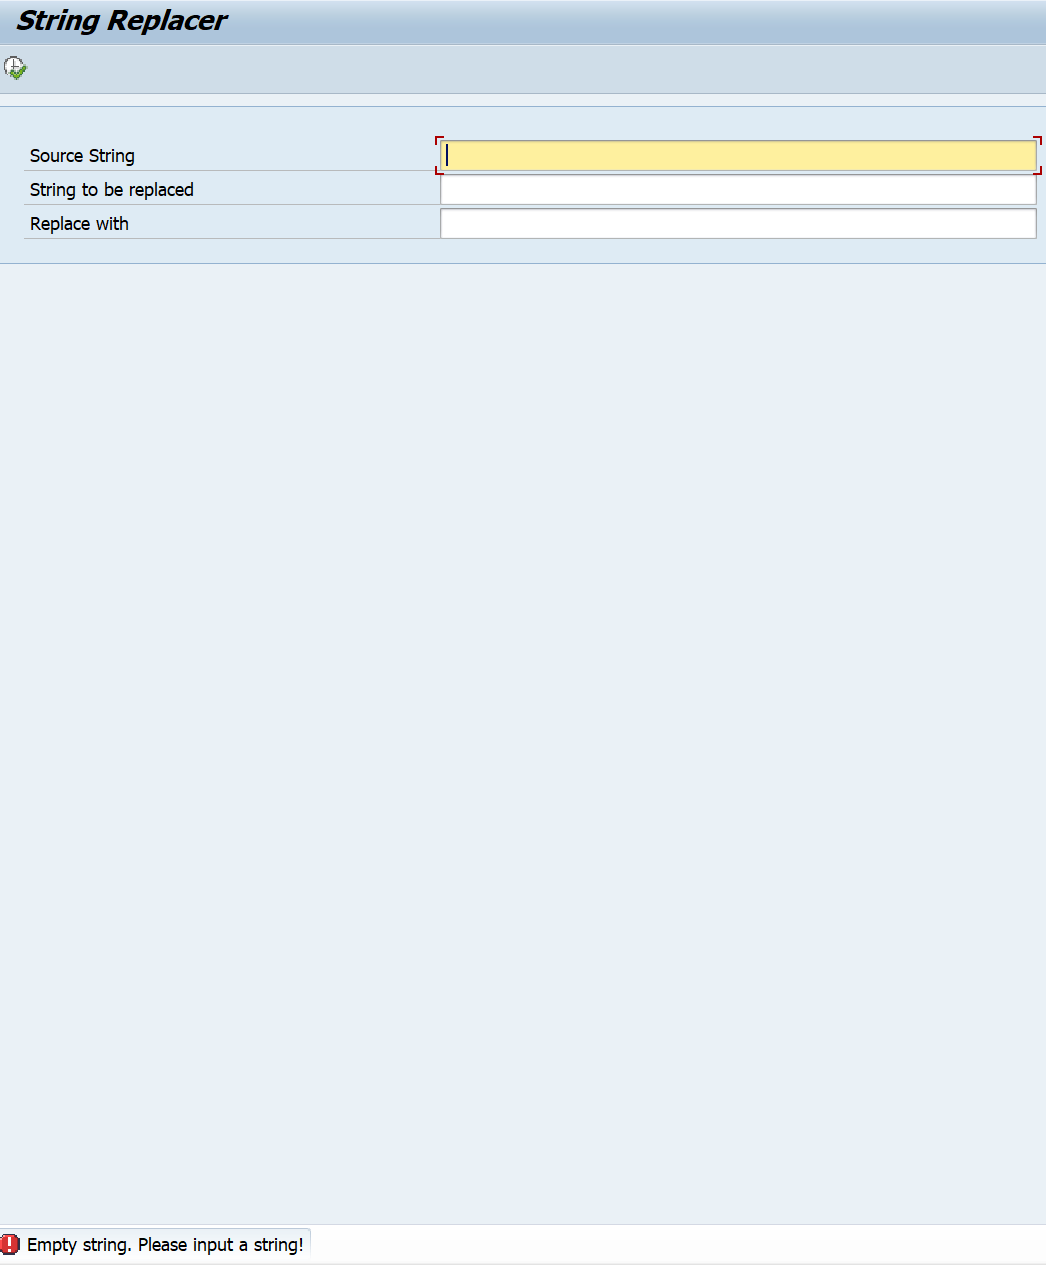 String Replacer
Source String
String to be replaced
Replace with
Empty string. Please input a string!